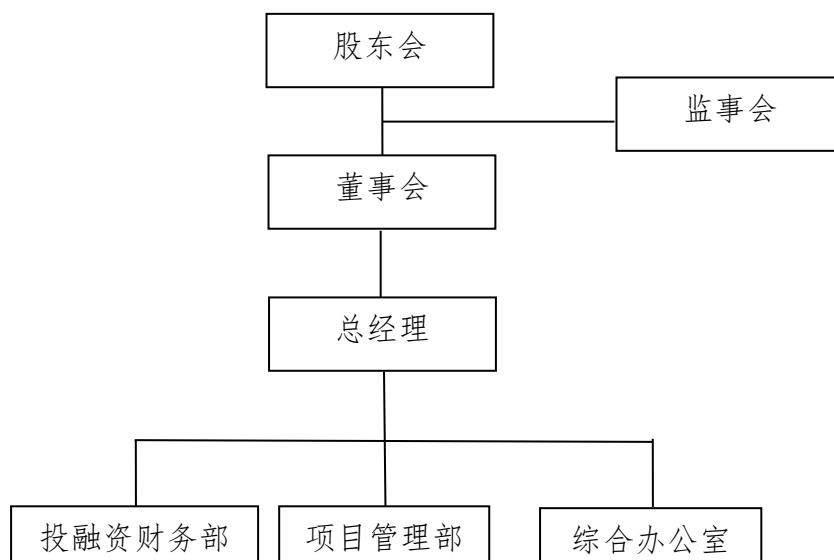 股东会
监事会
董事会
总经理
投融资财务部
项目管理部
综合办公室